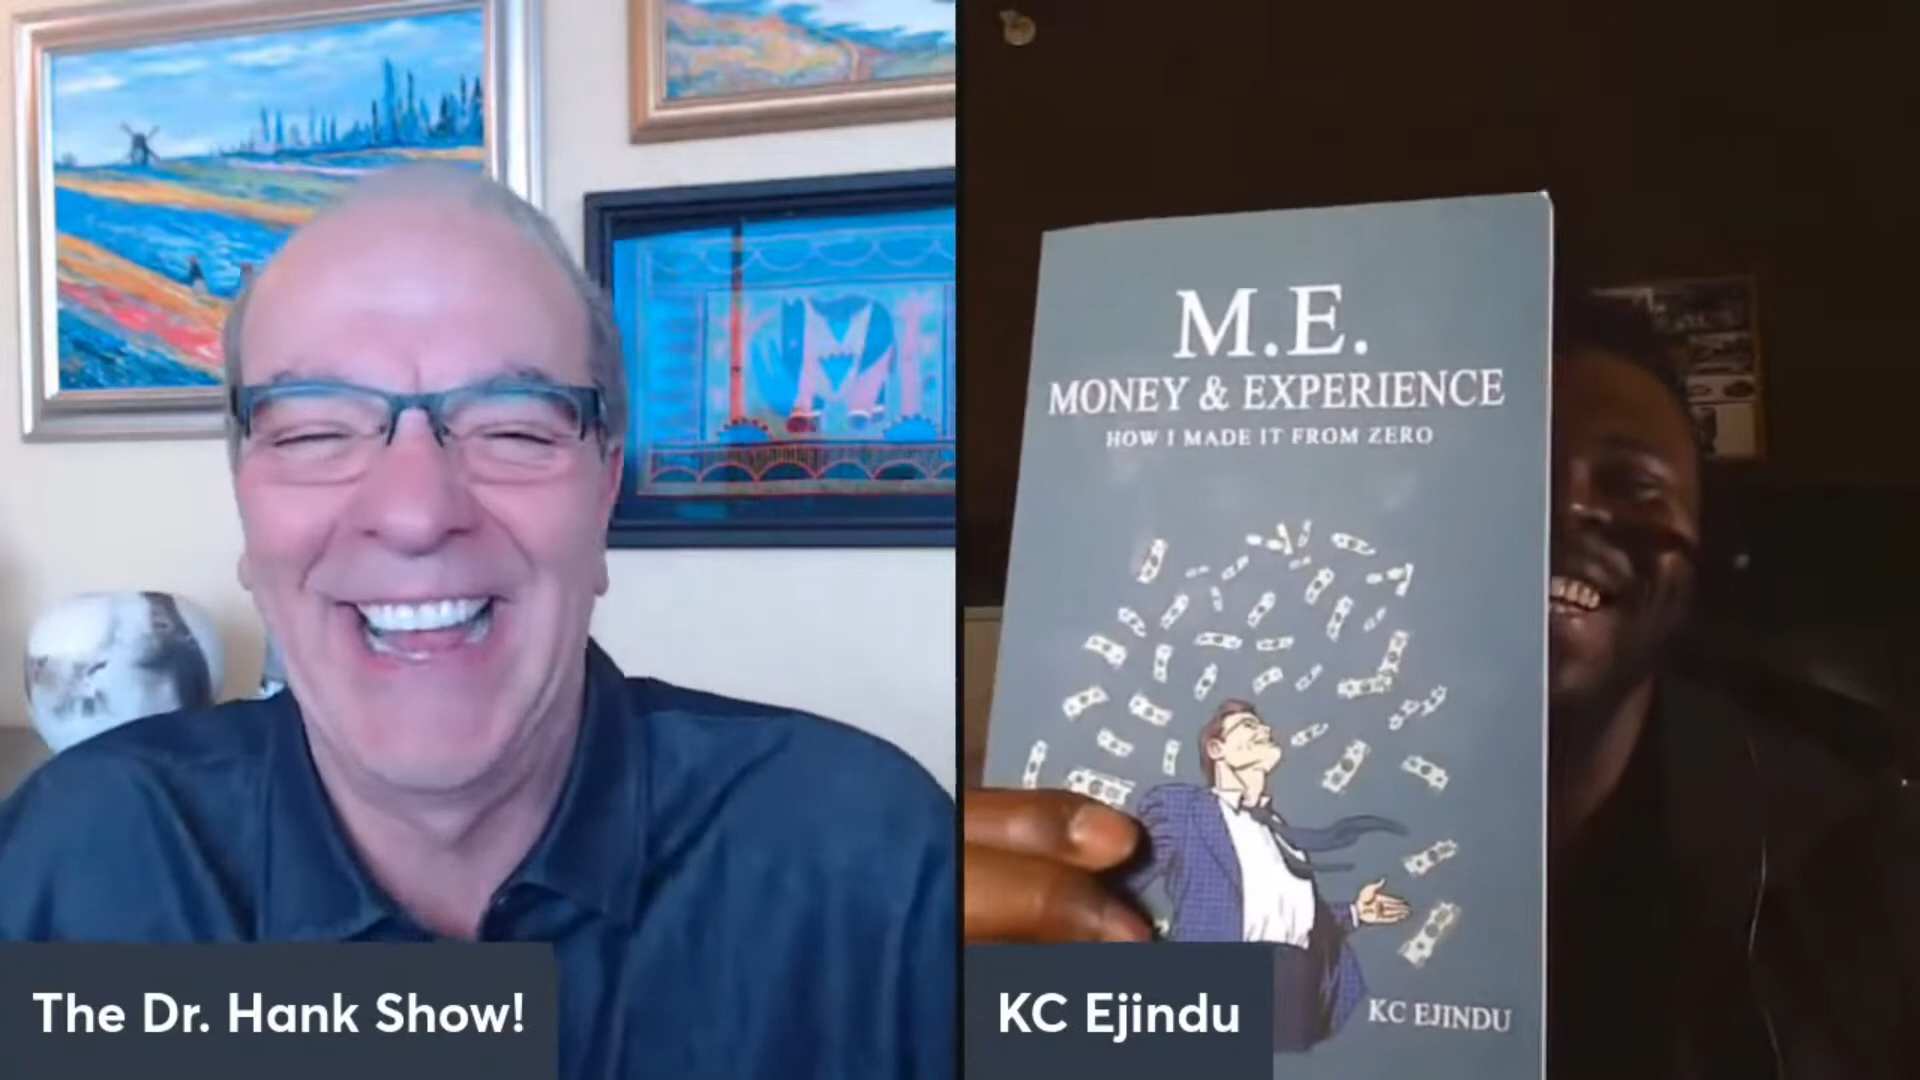 M.E.
MONEY & EXPERIENCE
HOW I MADE IT FROM ZERO
KC EJINDU
The Dr. Hank Show!
KC Ejindu